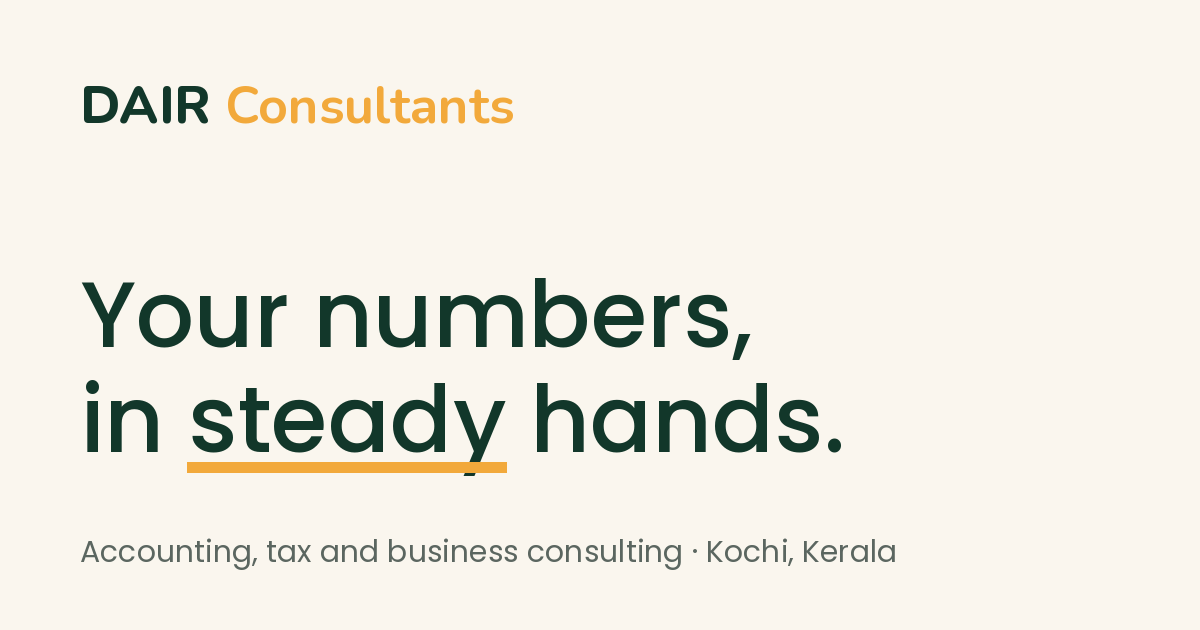 DAIR Consultants
Your numbers,
in steady hands.
Accounting, tax and business consulting · Kochi, Kerala